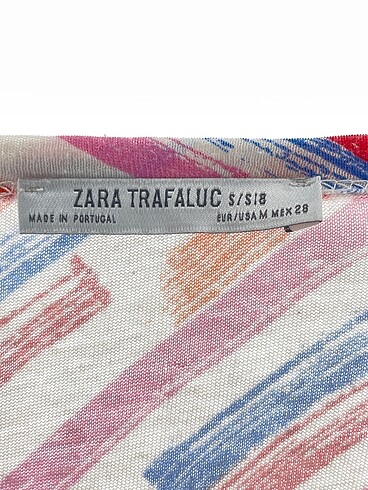 ZARA TRAFALUC S/S18
MADE IN PORTUGAL EUR/USA M MEX 28